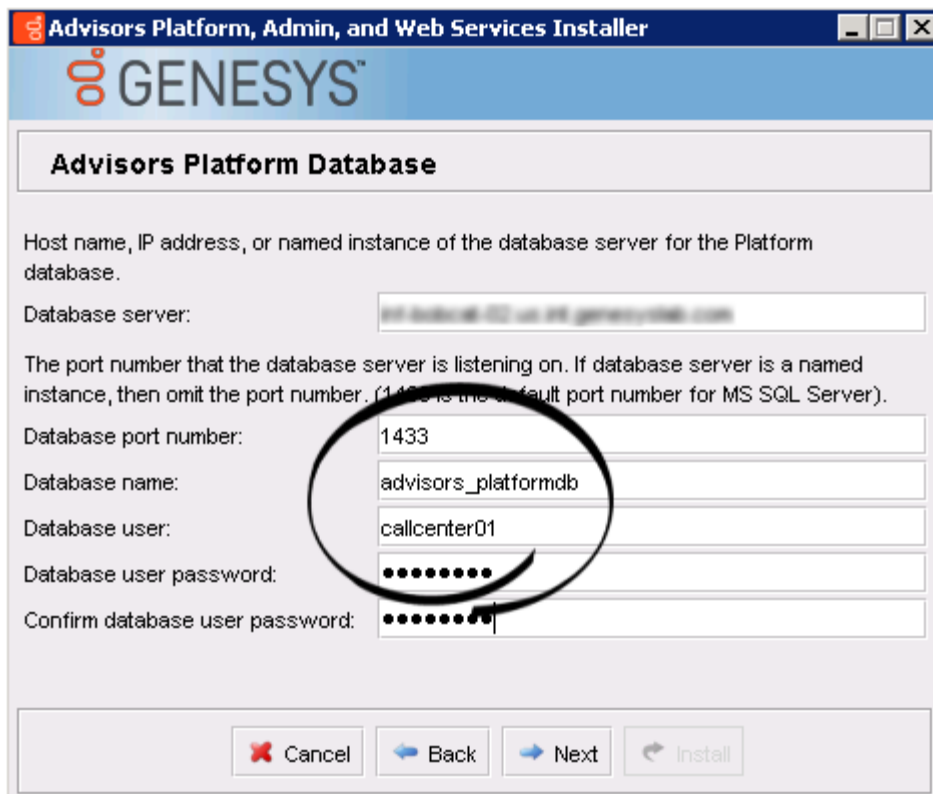 Advisors Platform, Admin, and Web Services Installer
GENESYS™
Advisors Platform Database
Host name, IP address, or named instance of the database server for the Platform
database.
Database server:
The port number that the database server is listening on. If database server is a named
instance, then omit the port number. (1433 is the default port number for MS SQL Server).
Database port number: 1433
Database name: advisors_platformdb
Database user: callcenter01
Database user password: ••••••••
Confirm database user password: ••••••••
Cancel Back Next Install